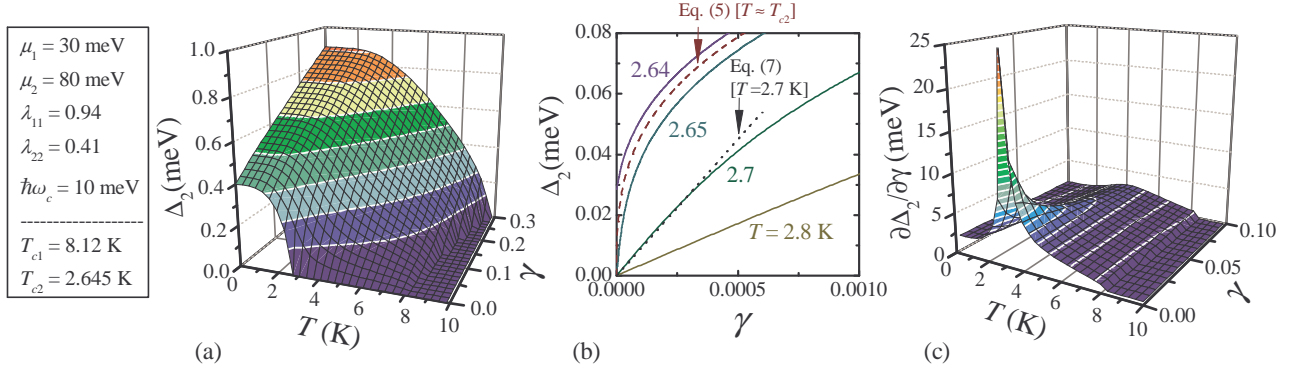 μ₁ = 30 meV
μ₂ = 80 meV
λ₁₁ = 0.94
λ₂₂ = 0.41
ħω_c = 10 meV
--------------------
T_c1 = 8.12 K
T_c2 = 2.645 K
Δ₂(meV)
1.0
0.8
0.6
0.4
0.2
0.0
0
2
4
6
8
10
T (K)
0.3
0.2
0.1
0.0
γ
(a)
Δ₂(meV)
0.08
0.06
0.04
0.02
0.00
0.0000
0.0005
0.0010
γ
Eq. (5) [T ≈ T_c2]
2.64
Eq. (7)
[T =2.7 K]
2.65
2.7
T = 2.8 K
(b)
∂Δ₂/∂γ (meV)
25
20
15
10
5
0
0
2
4
6
8
10
T (K)
0.10
0.05
0.00
γ
(c)